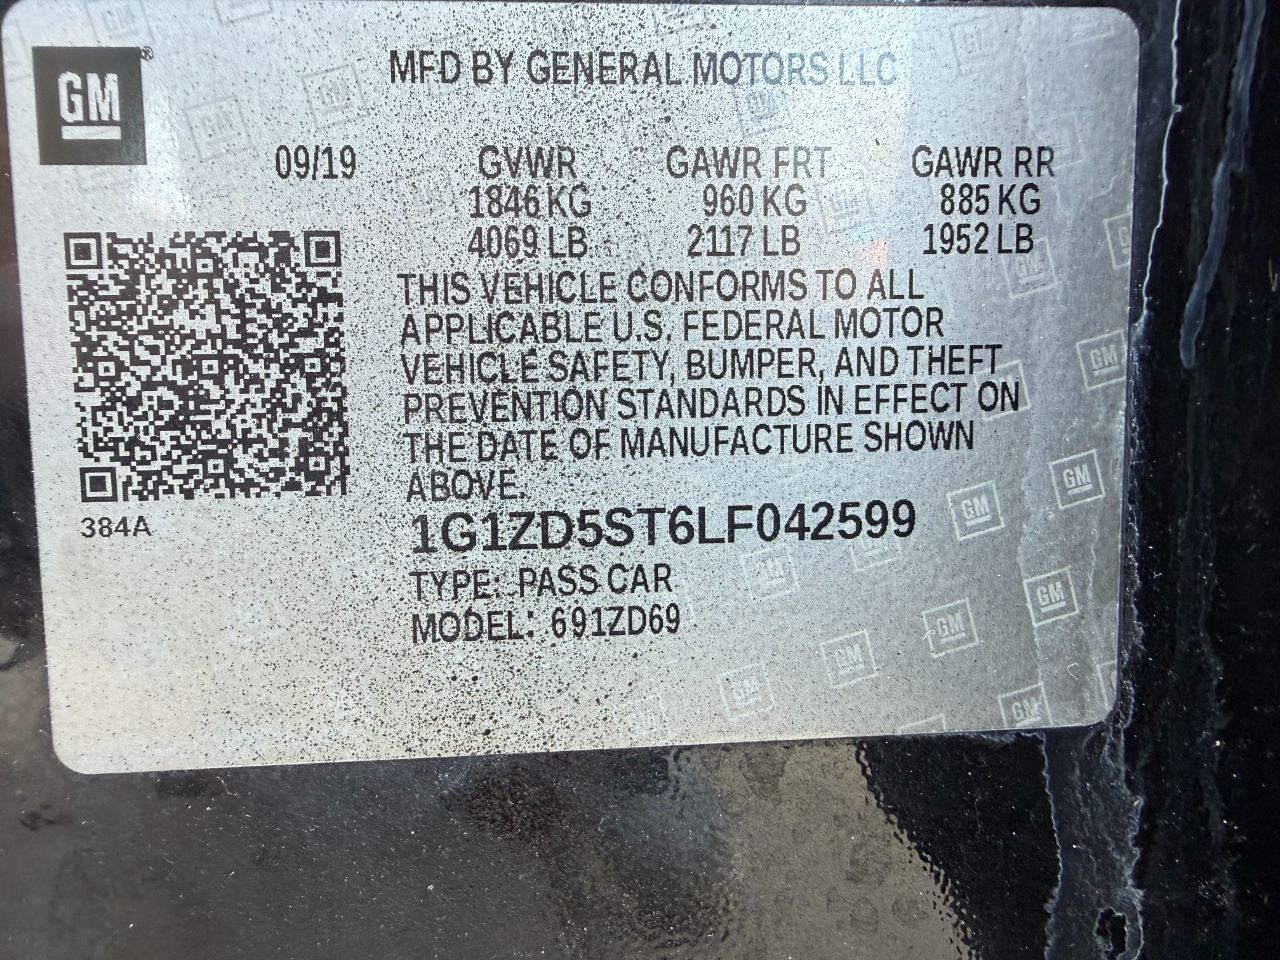 GM®
MFD BY GENERAL MOTORS LLC
09/19 GVWR GAWR FRT GAWR RR
1846 KG 960 KG 885 KG
4069 LB 2117 LB 1952 LB
THIS VEHICLE CONFORMS TO ALL
APPLICABLE U.S. FEDERAL MOTOR
VEHICLE SAFETY, BUMPER, AND THEFT
PREVENTION STANDARDS IN EFFECT ON
THE DATE OF MANUFACTURE SHOWN
ABOVE.
384A
1G1ZD5ST6LF042599
TYPE: PASS CAR
MODEL: 691ZD69